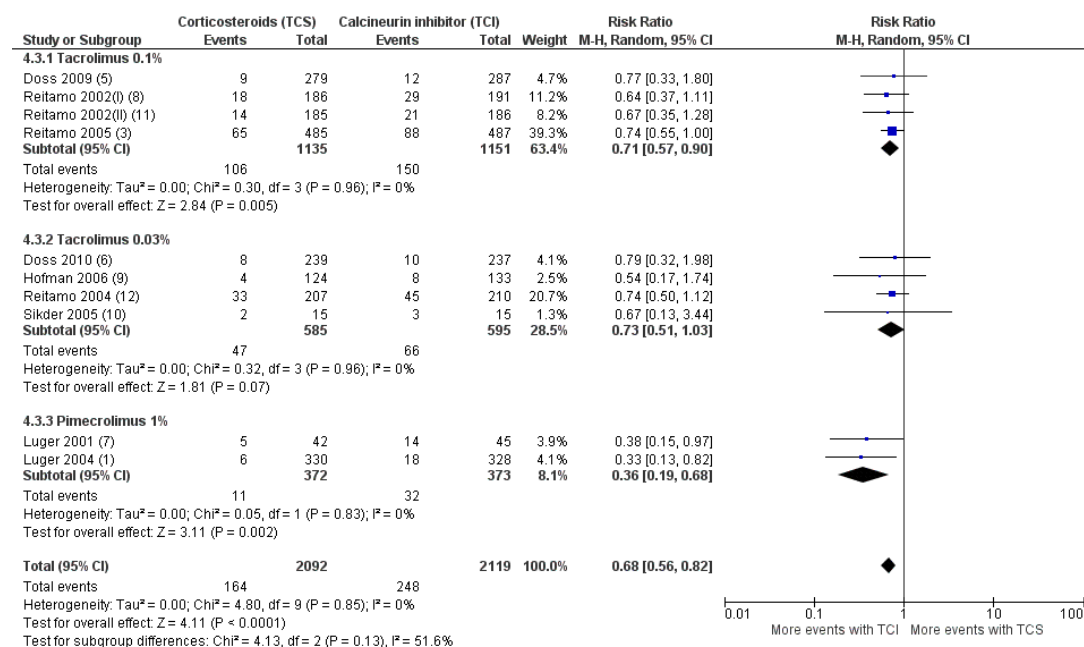 Corticosteroids (TCS) Calcineurin inhibitor (TCI) Risk Ratio Risk Ratio
Study or Subgroup Events Total Events Total Weight M-H, Random, 95% CI M-H, Random, 95% CI
4.3.1 Tacrolimus 0.1%
Doss 2009 (5) 9 279 12 287 4.7% 0.77 [0.33, 1.80]
Reitamo 2002(I) (8) 18 186 29 191 11.2% 0.64 [0.37, 1.11]
Reitamo 2002(II) (11) 14 185 21 186 8.2% 0.67 [0.35, 1.28]
Reitamo 2005 (3) 65 485 88 487 39.3% 0.74 [0.55, 1.00]
Subtotal (95% CI) 1135 1151 63.4% 0.71 [0.57, 0.90]
Total events 106 150
Heterogeneity: Tau² = 0.00; Chi² = 0.30, df = 3 (P = 0.96); I² = 0%
Test for overall effect: Z = 2.84 (P = 0.005)
4.3.2 Tacrolimus 0.03%
Doss 2010 (6) 8 239 10 237 4.1% 0.79 [0.32, 1.98]
Hofman 2006 (9) 4 124 8 133 2.5% 0.54 [0.17, 1.74]
Reitamo 2004 (12) 33 207 45 210 20.7% 0.74 [0.50, 1.12]
Sikder 2005 (10) 2 15 3 15 1.3% 0.67 [0.13, 3.44]
Subtotal (95% CI) 585 595 28.5% 0.73 [0.51, 1.03]
Total events 47 66
Heterogeneity: Tau² = 0.00; Chi² = 0.32, df = 3 (P = 0.96); I² = 0%
Test for overall effect: Z = 1.81 (P = 0.07)
4.3.3 Pimecrolimus 1%
Luger 2001 (7) 5 42 14 45 3.9% 0.38 [0.15, 0.97]
Luger 2004 (1) 6 330 18 328 4.1% 0.33 [0.13, 0.82]
Subtotal (95% CI) 372 373 8.1% 0.36 [0.19, 0.68]
Total events 11 32
Heterogeneity: Tau² = 0.00; Chi² = 0.05, df = 1 (P = 0.83); I² = 0%
Test for overall effect: Z = 3.11 (P = 0.002)
Total (95% CI) 2092 2119 100.0% 0.68 [0.56, 0.82]
Total events 164 248
Heterogeneity: Tau² = 0.00; Chi² = 4.80, df = 9 (P = 0.85); I² = 0%
Test for overall effect: Z = 4.11 (P < 0.0001)
Test for subgroup differences: Chi² = 4.13, df = 2 (P = 0.13), I² = 51.6%
0.01 0.1 1 10 100
More events with TCI More events with TCS